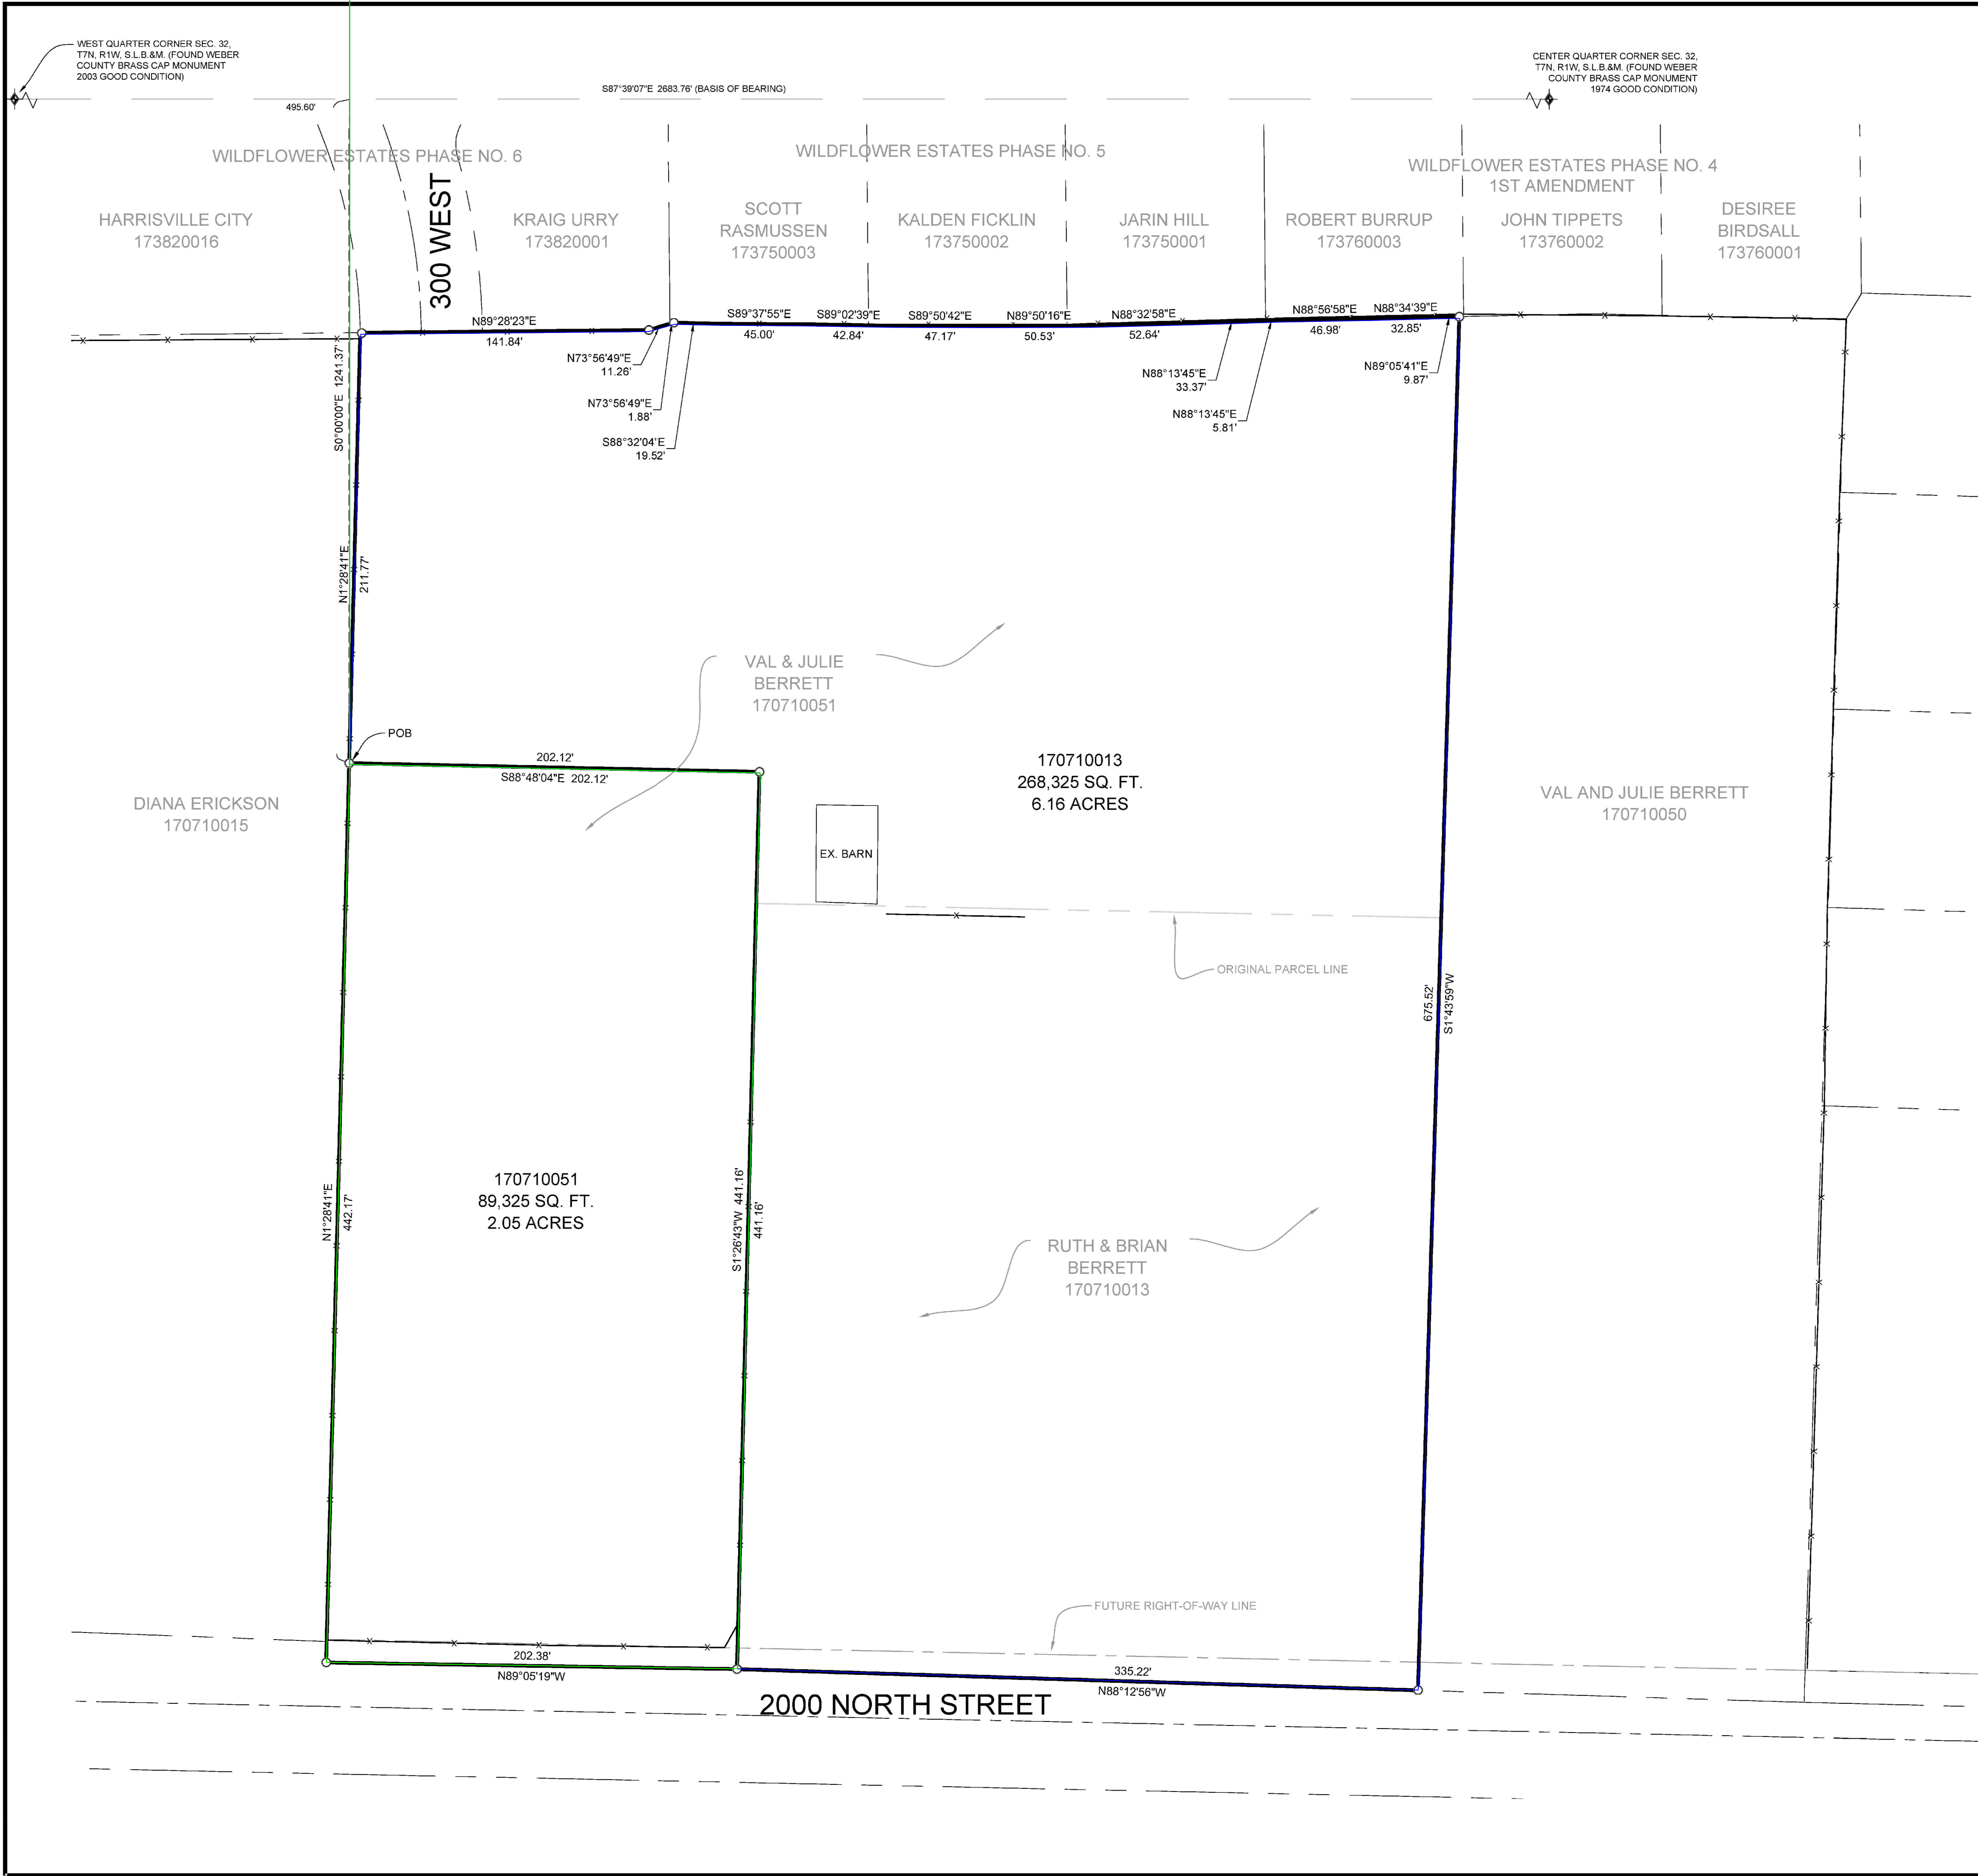 WEST QUARTER CORNER SEC. 32,
T7N, R1W, S.L.B.&M. (FOUND WEBER
COUNTY BRASS CAP MONUMENT
2003 GOOD CONDITION)
CENTER QUARTER CORNER SEC. 32,
T7N, R1W, S.L.B.&M. (FOUND WEBER
COUNTY BRASS CAP MONUMENT
1974 GOOD CONDITION)
S87°39'07"E 2683.76' (BASIS OF BEARING)
495.60'
WILDFLOWER ESTATES PHASE NO. 6
WILDFLOWER ESTATES PHASE NO. 5
WILDFLOWER ESTATES PHASE NO. 4
1ST AMENDMENT
HARRISVILLE CITY
173820016
300 WEST
KRAIG URRY
173820001
SCOTT
RASMUSSEN
173750003
KALDEN FICKLIN
173750002
JARIN HILL
173750001
ROBERT BURRUP
173760003
JOHN TIPPETS
173760002
DESIREE
BIRDSALL
173760001
N89°28'23"E
141.84'
N73°56'49"E
11.26'
N73°56'49"E
1.88'
S88°32'04'E
19.52'
S89°37'55"E
45.00'
S89°02'39"E
42.84'
S89°50'42"E
47.17'
N89°50'16"E
50.53'
N88°32'58"E
52.64'
N88°13'45"E
33.37'
N88°13'45"E
5.81'
N88°56'58"E
46.98'
N88°34'39"E
32.85'
N89°05'41"E
9.87'
S0°00'00"E 1241.37'
N1°28'41"E
211.77'
VAL & JULIE
BERRETT
170710051
POB
202.12'
S88°48'04"E 202.12'
170710013
268,325 SQ. FT.
6.16 ACRES
DIANA ERICKSON
170710015
VAL AND JULIE BERRETT
170710050
EX. BARN
ORIGINAL PARCEL LINE
675.52'
S1°43'59"W
170710051
89,325 SQ. FT.
2.05 ACRES
N1°28'41"E
442.17'
S1°26'43"W 441.16'
441.16'
RUTH & BRIAN
BERRETT
170710013
FUTURE RIGHT-OF-WAY LINE
202.38'
N89°05'19"W
335.22'
N88°12'56"W
2000 NORTH STREET